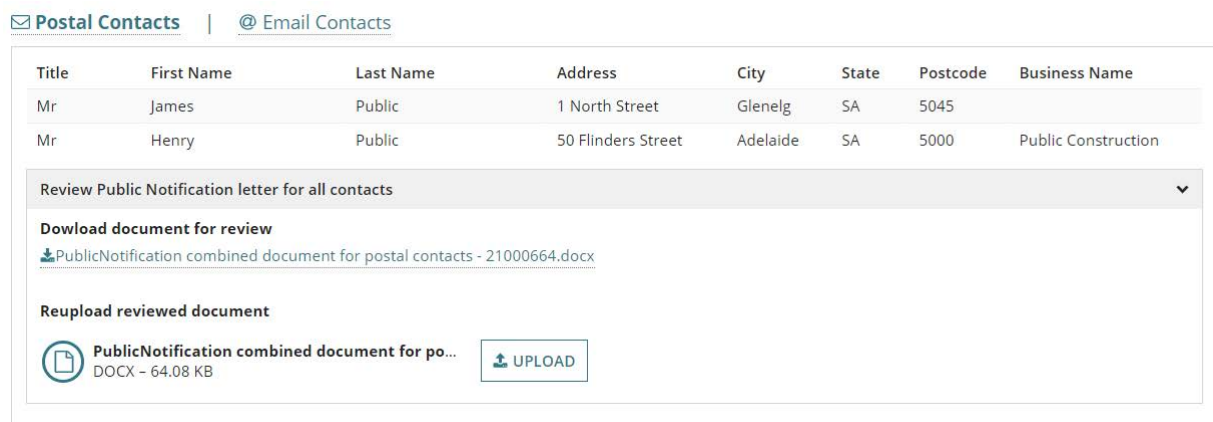 Postal Contacts | @ Email Contacts
Title First Name Last Name Address City State Postcode Business Name
Mr James Public 1 North Street Glenelg SA 5045
Mr Henry Public 50 Flinders Street Adelaide SA 5000 Public Construction
Review Public Notification letter for all contacts
Dowload document for review
PublicNotification combined document for postal contacts - 21000664.docx
Reupload reviewed document
PublicNotification combined document for po...
DOCX – 64.08 KB
UPLOAD